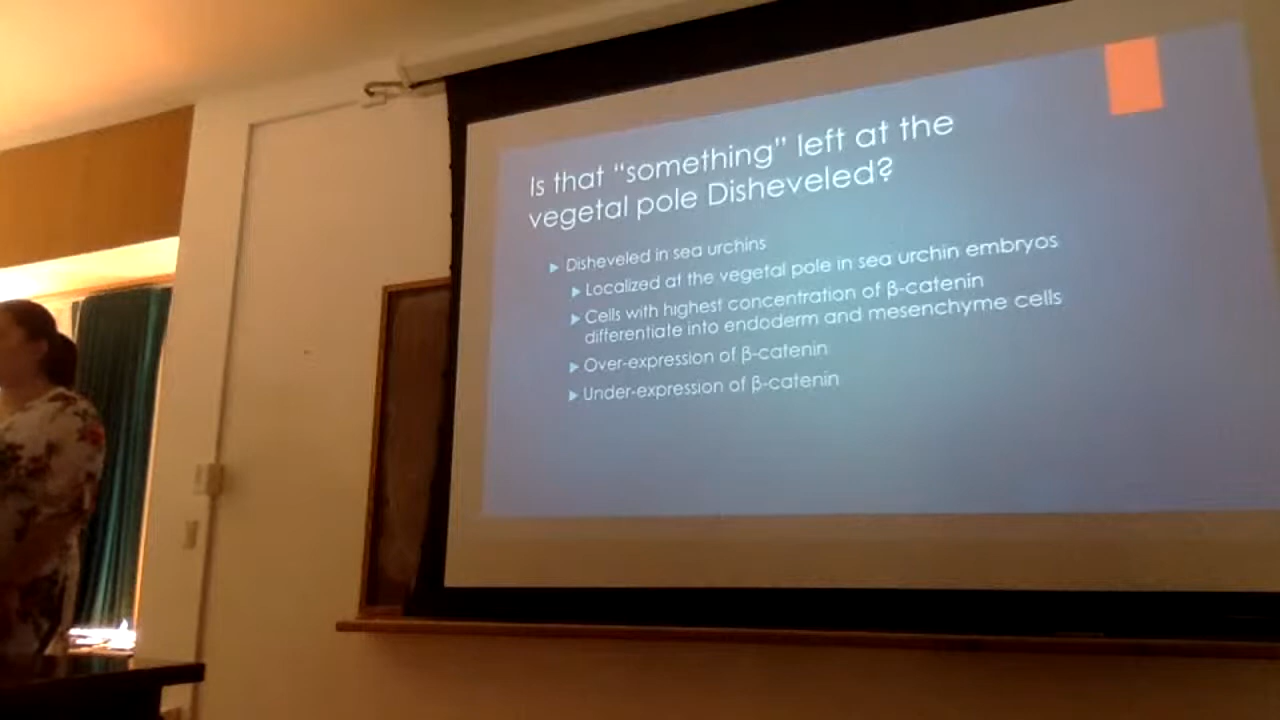 Is that “something” left at the
vegetal pole Disheveled?
Disheveled in sea urchins
Localized at the vegetal pole in sea urchin embryos
Cells with highest concentration of β-catenin
differentiate into endoderm and mesenchyme cells
Over-expression of β-catenin
Under-expression of β-catenin